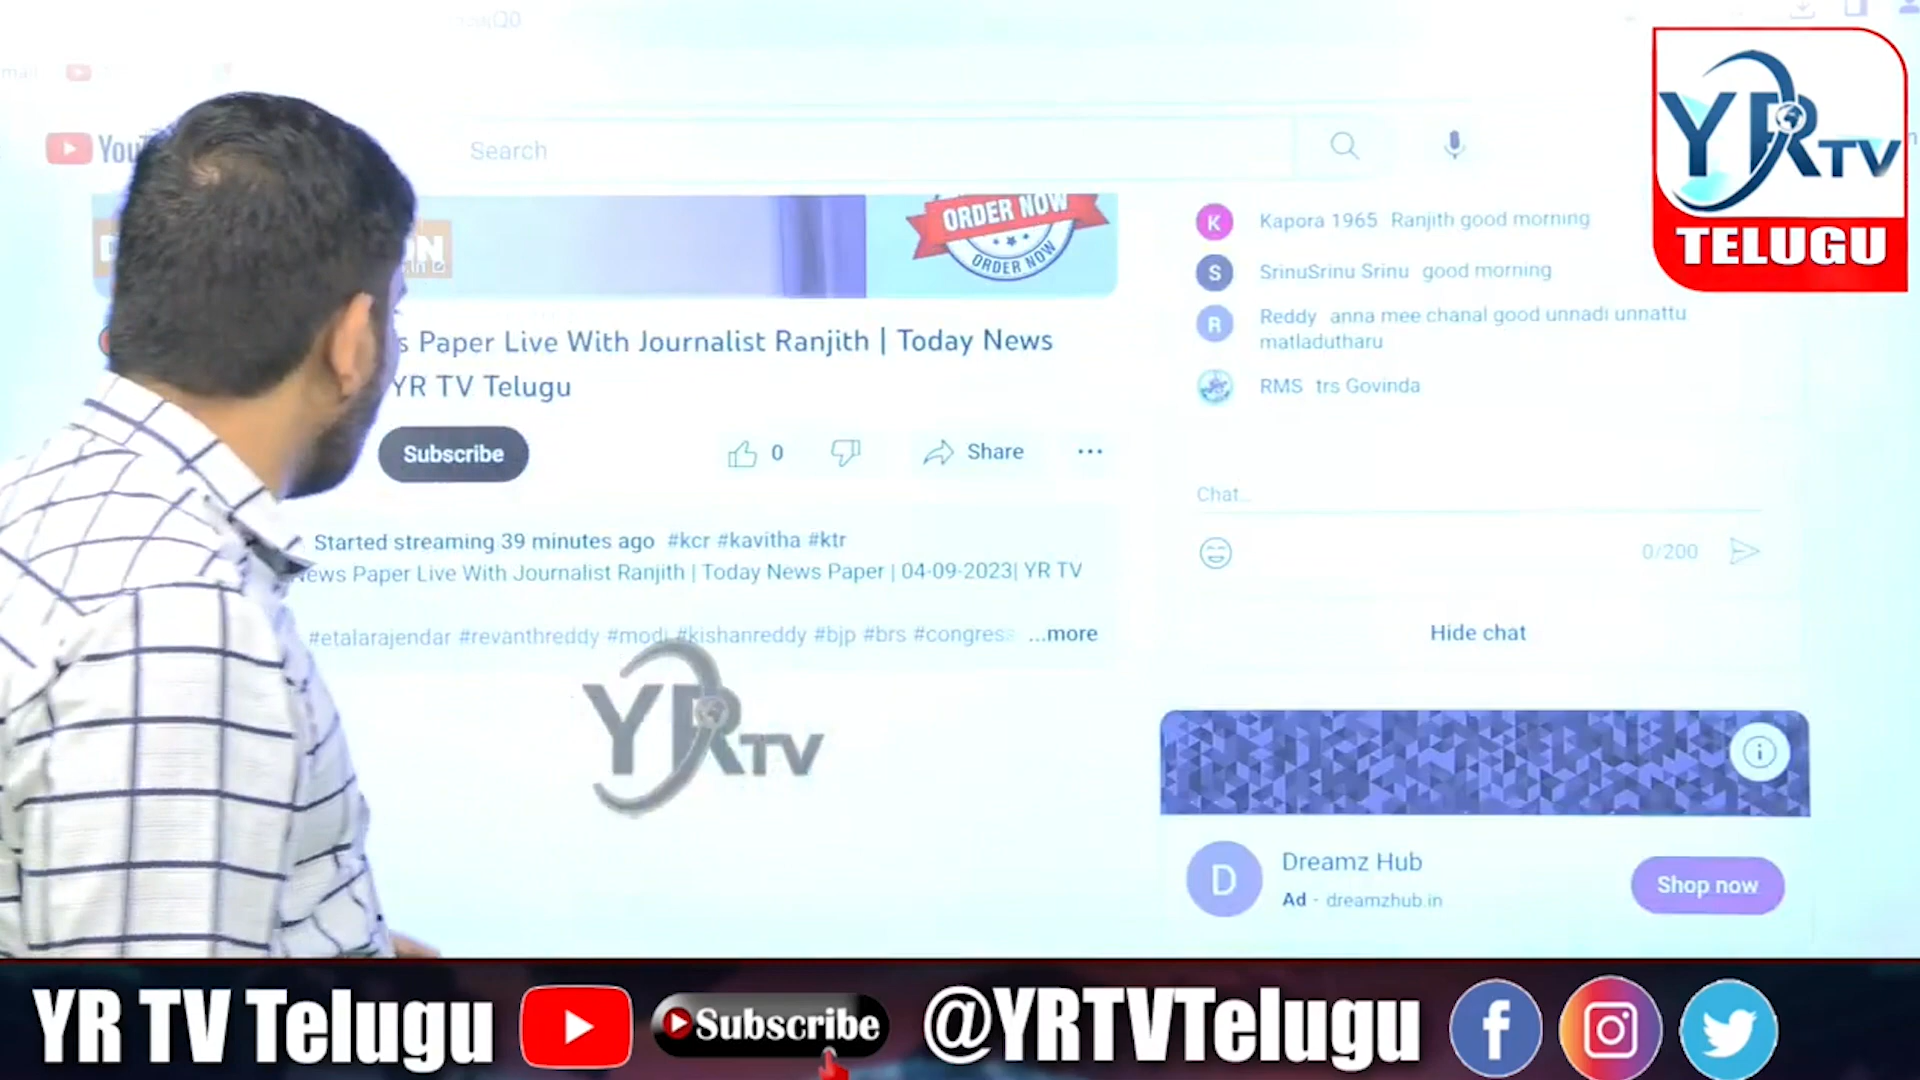 Search
YR TV
TELUGU
ORDER NOW
ORDER NOW
Kapora 1965 Ranjith good morning
SrinuSrinu Srinu good morning
Reddy anna mee chanal good unnadi unnattu
matladutharu
RMS trs Govinda
Paper Live With Journalist Ranjith | Today News
YR TV Telugu
Subscribe
0
Share
Chat...
Started streaming 39 minutes ago #kcr #kavitha #ktr
News Paper Live With Journalist Ranjith | Today News Paper | 04-09-2023| YR TV
0/200
#etalarajendar #revanthreddy #modi #kishanreddy #bjp #brs #congress ...more
Hide chat
YR TV
D
Dreamz Hub
Ad - dreamzhub.in
Shop now
YR TV Telugu
Subscribe
@YRTVTelugu